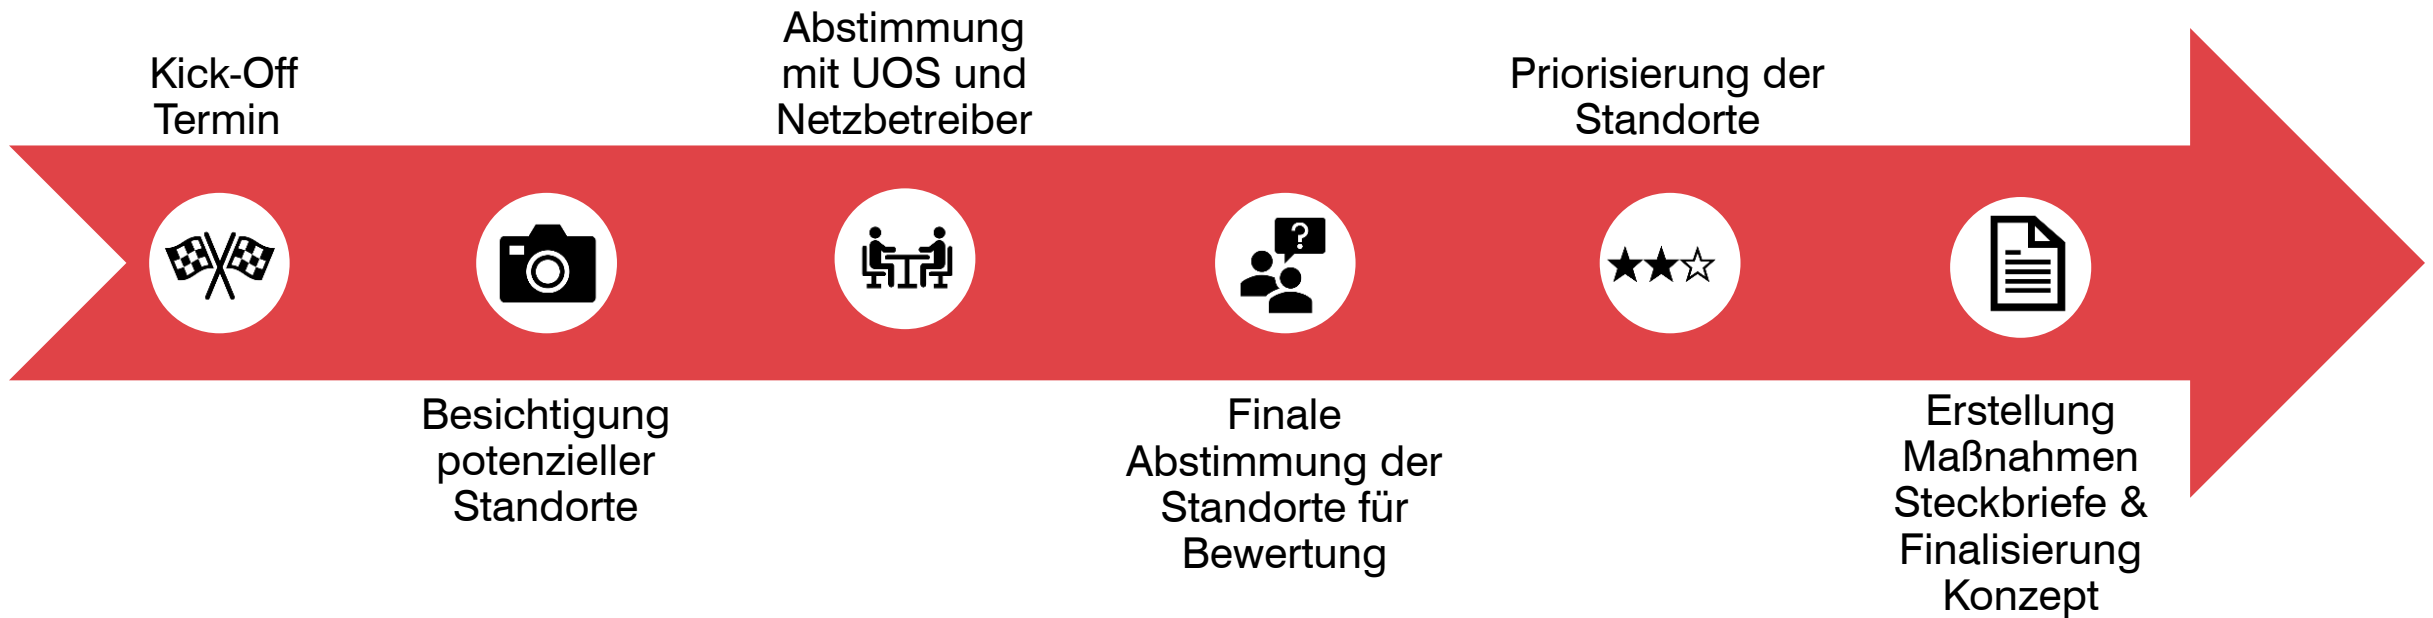 Kick-Off
Termin
Besichtigung
potenzieller
Standorte
Abstimmung
mit UOS und
Netzbetreiber
Finale
Abstimmung der
Standorte für
Bewertung
?
Priorisierung der
Standorte
Erstellung
Maßnahmen
Steckbriefe &
Finalisierung
Konzept